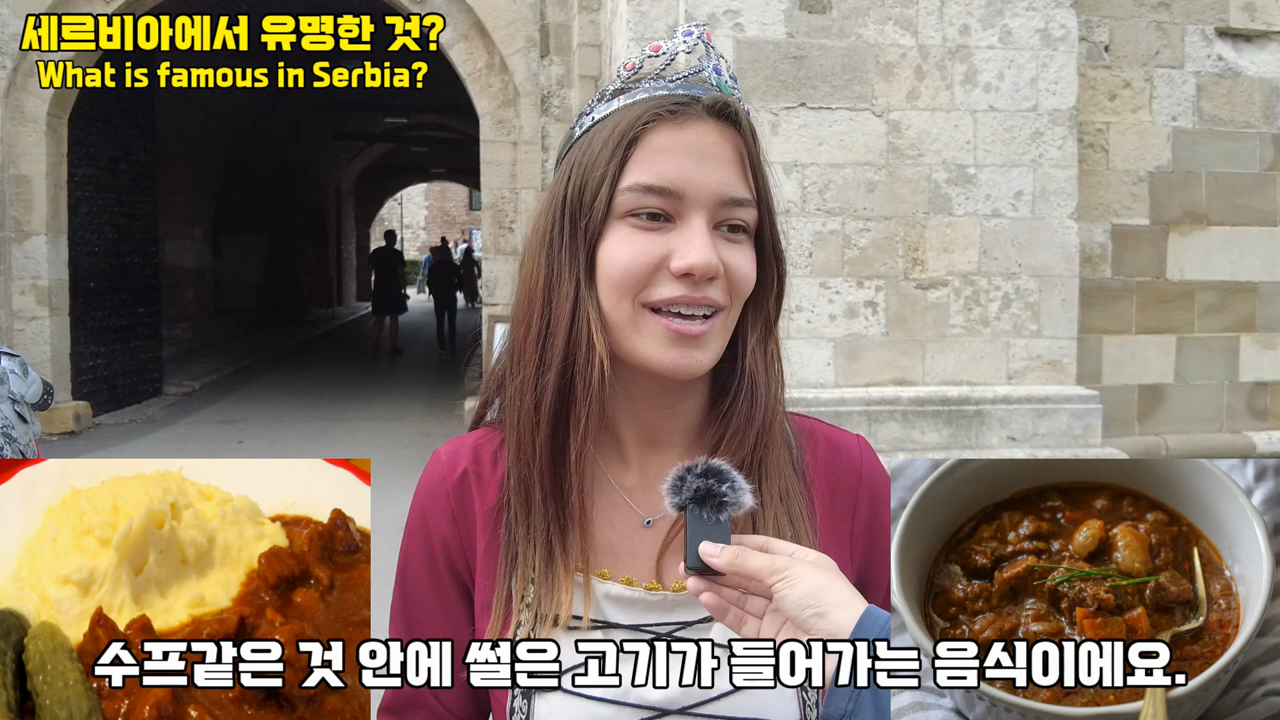 세르비아에서 유명한 것?
What is famous in Serbia?
수프같은 것 안에 썰은 고기가 들어가는 음식이에요.